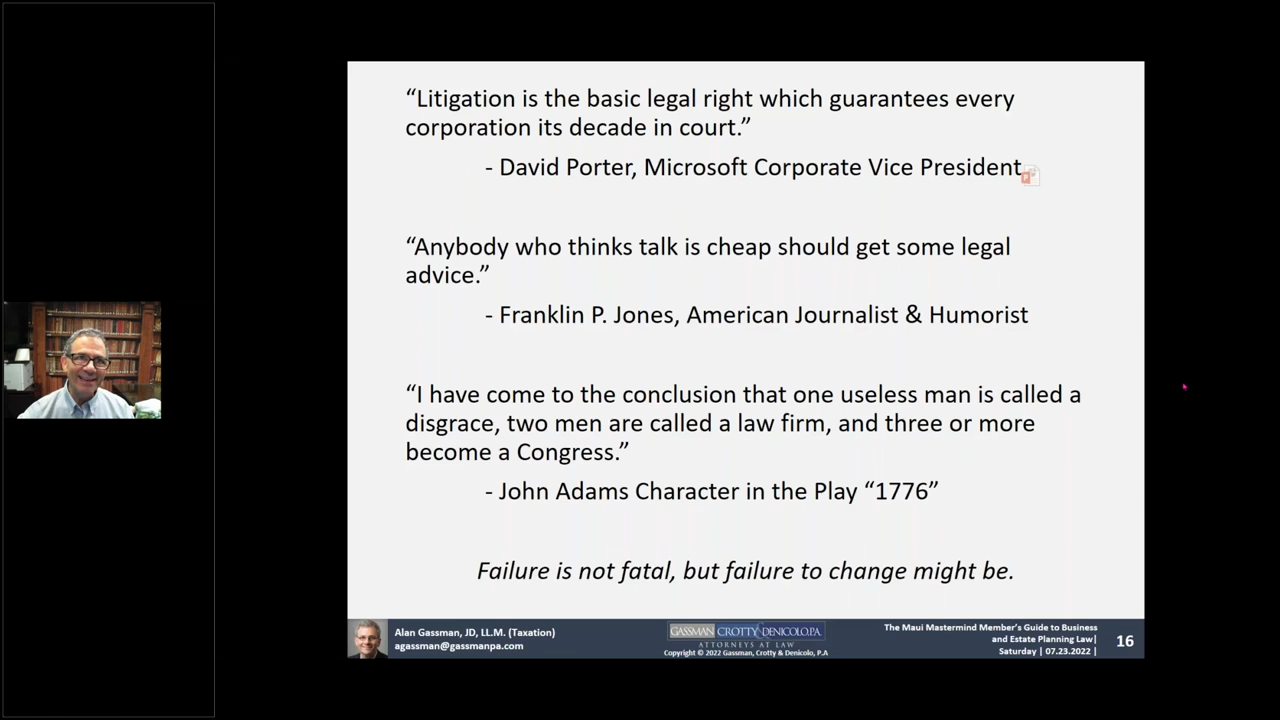 “Litigation is the basic legal right which guarantees every
corporation its decade in court.”
- David Porter, Microsoft Corporate Vice President
“Anybody who thinks talk is cheap should get some legal
advice.”
- Franklin P. Jones, American Journalist & Humorist
“I have come to the conclusion that one useless man is called a
disgrace, two men are called a law firm, and three or more
become a Congress.”
- John Adams Character in the Play “1776”
Failure is not fatal, but failure to change might be.
Alan Gassman, JD, LL.M. (Taxation)
agassman@gassmanpa.com
GASSMAN CROTTY & DENICOLO, P.A.
ATTORNEYS AT LAW
Copyright © 2022 Gassman, Crotty & Denicolo, P.A
The Maui Mastermind Member’s Guide to Business
and Estate Planning Law|
Saturday | 07.23.2022 |
16